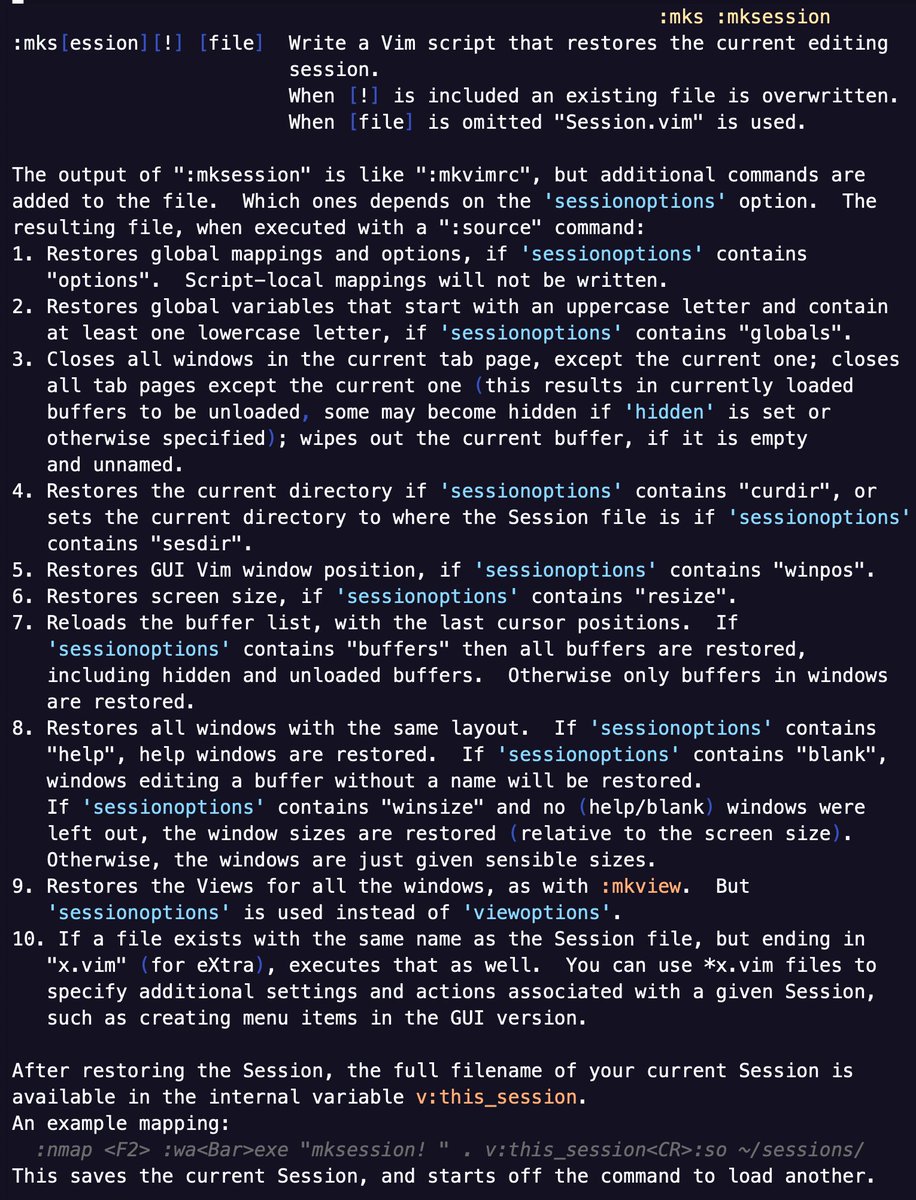 :mks :mksession
:mks[ession][!] [file]  Write a Vim script that restores the current editing
session.
When [!] is included an existing file is overwritten.
When [file] is omitted "Session.vim" is used.
The output of ":mksession" is like ":mkvimrc", but additional commands are
added to the file.  Which ones depends on the 'sessionoptions' option.  The
resulting file, when executed with a ":source" command:
1. Restores global mappings and options, if 'sessionoptions' contains
"options".  Script-local mappings will not be written.
2. Restores global variables that start with an uppercase letter and contain
at least one lowercase letter, if 'sessionoptions' contains "globals".
3. Closes all windows in the current tab page, except the current one; closes
all tab pages except the current one (this results in currently loaded
buffers to be unloaded, some may become hidden if 'hidden' is set or
otherwise specified); wipes out the current buffer, if it is empty
and unnamed.
4. Restores the current directory if 'sessionoptions' contains "curdir", or
sets the current directory to where the Session file is if 'sessionoptions'
contains "sesdir".
5. Restores GUI Vim window position, if 'sessionoptions' contains "winpos".
6. Restores screen size, if 'sessionoptions' contains "resize".
7. Reloads the buffer list, with the last cursor positions.  If
'sessionoptions' contains "buffers" then all buffers are restored,
including hidden and unloaded buffers.  Otherwise only buffers in windows
are restored.
8. Restores all windows with the same layout.  If 'sessionoptions' contains
"help", help windows are restored.  If 'sessionoptions' contains "blank",
windows editing a buffer without a name will be restored.
If 'sessionoptions' contains "winsize" and no (help/blank) windows were
left out, the window sizes are restored (relative to the screen size).
Otherwise, the windows are just given sensible sizes.
9. Restores the Views for all the windows, as with :mkview.  But
'sessionoptions' is used instead of 'viewoptions'.
10. If a file exists with the same name as the Session file, but ending in
"x.vim" (for eXtra), executes that as well.  You can use *x.vim files to
specify additional settings and actions associated with a given Session,
such as creating menu items in the GUI version.
After restoring the Session, the full filename of your current Session is
available in the internal variable v:this_session.
An example mapping:
:nmap <F2> :wa<Bar>exe "mksession! " . v:this_session<CR>:so ~/sessions/
This saves the current Session, and starts off the command to load another.